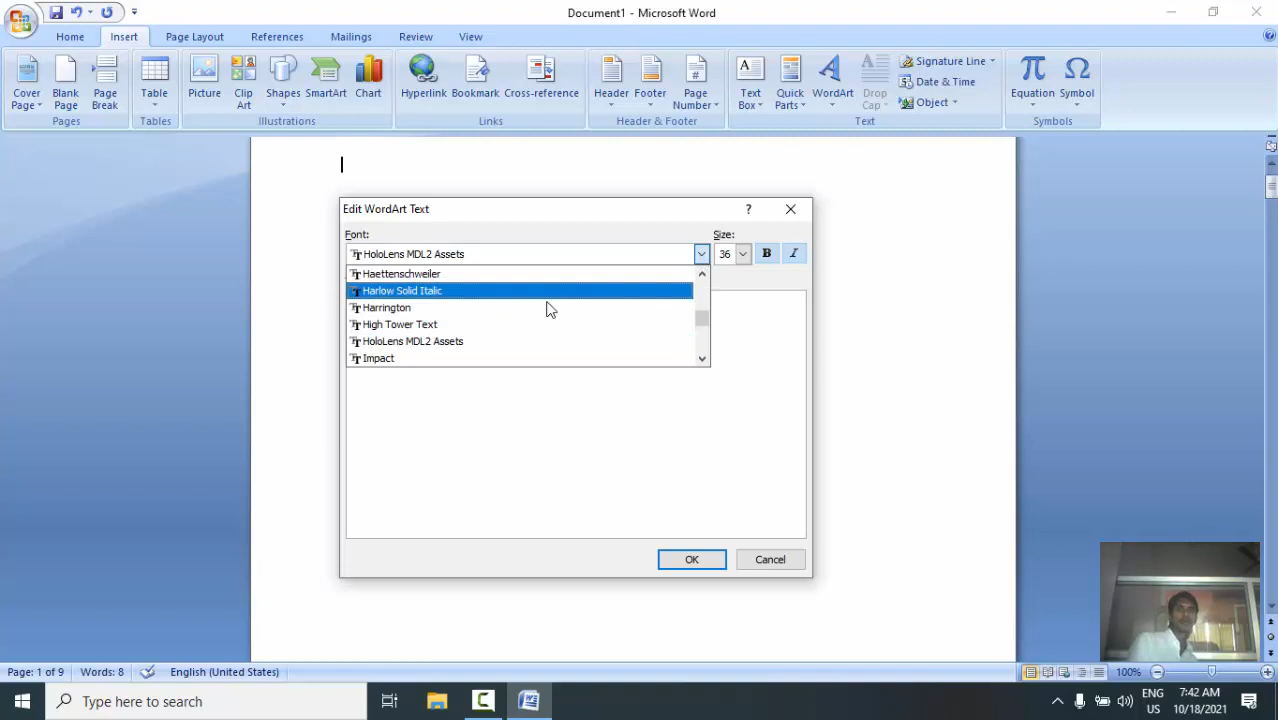 Document1 - Microsoft Word
Home Insert Page Layout References Mailings Review View
Cover Page Blank Page Page Break Table Picture Clip Art Shapes SmartArt Chart Hyperlink Bookmark Cross-reference Header Footer Page Number Text Box Quick Parts WordArt Drop Cap Signature Line Equation Symbol
Date & Time
Object
Pages Tables Illustrations Links Header & Footer Text Symbols
Edit WordArt Text ?
Font: Size:
HoloLens MDL2 Assets 36 B I
Haettenschweiler
Harlow Solid Italic
Harrington
High Tower Text
HoloLens MDL2 Assets
Impact
OK Cancel
Page: 1 of 9 Words: 8 English (United States) 100%
Type here to search
ENG 7:42 AM
US 10/18/2021